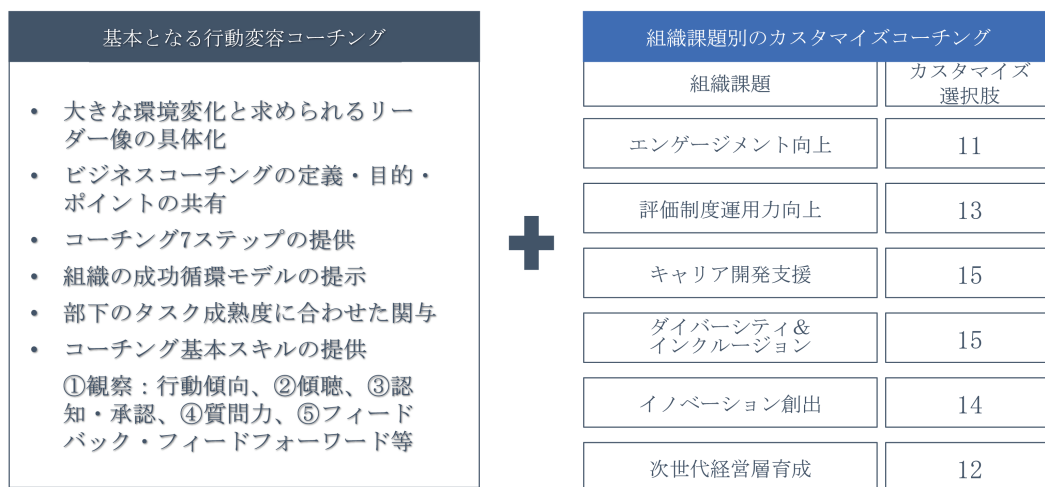 基本となる行動変容コーチング
• 大きな環境変化と求められるリー
ダー像の具体化
• ビジネスコーチングの定義・目的・
ポイントの共有
• コーチング7ステップの提供
• 組織の成功循環モデルの提示
• 部下のタスク成熟度に合わせた関与
• コーチング基本スキルの提供
①観察：行動傾向、②傾聴、③認
知・承認、④質問力、⑤フィード
バック・フィードフォーワード等
組織課題別のカスタマイズコーチング
組織課題
カスタマイズ
選択肢
エンゲージメント向上 11
評価制度運用力向上 13
キャリア開発支援 15
ダイバーシティ＆
インクルージョン 15
イノベーション創出 14
次世代経営層育成 12